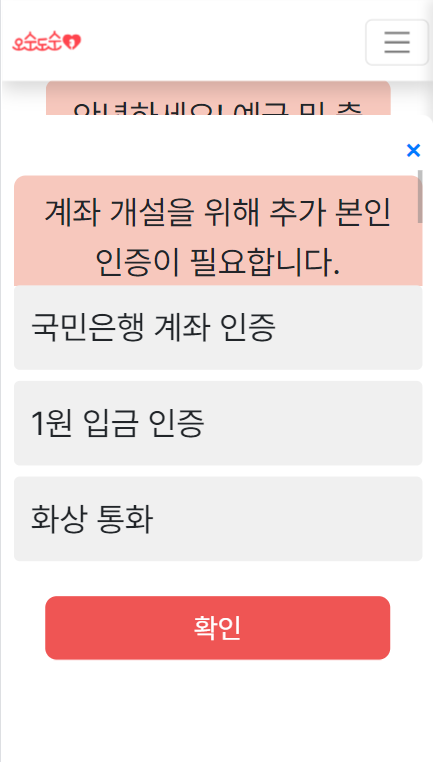 오순도순
안녕하세요! 예금 및 출
×
계좌 개설을 위해 추가 본인
인증이 필요합니다.
국민은행 계좌 인증
1원 입금 인증
화상 통화
확인